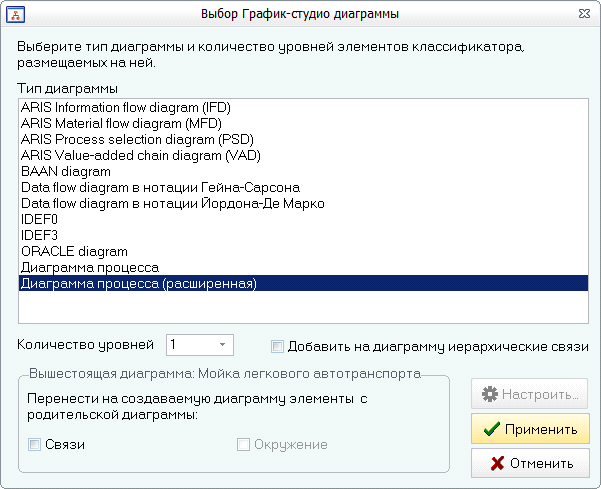 Выбор График-студио диаграммы
Выберите тип диаграммы и количество уровней элементов классификатора,
размещаемых на ней.
Тип диаграммы
ARIS Information flow diagram (IFD)
ARIS Material flow diagram (MFD)
ARIS Process selection diagram (PSD)
ARIS Value-added chain diagram (VAD)
BAAN diagram
Data flow diagram в нотации Гейна-Сарсона
Data flow diagram в нотации Йордона-Де Марко
IDEF0
IDEF3
ORACLE diagram
Диаграмма процесса
Диаграмма процесса (расширенная)
Количество уровней 1 Добавить на диаграмму иерархические связи
Вышестоящая диаграмма: Мойка легкового автотранспорта
Перенести на создаваемую диаграмму элементы с
родительской диаграммы:
Связи Окружение
Настроить...
Применить
Отменить